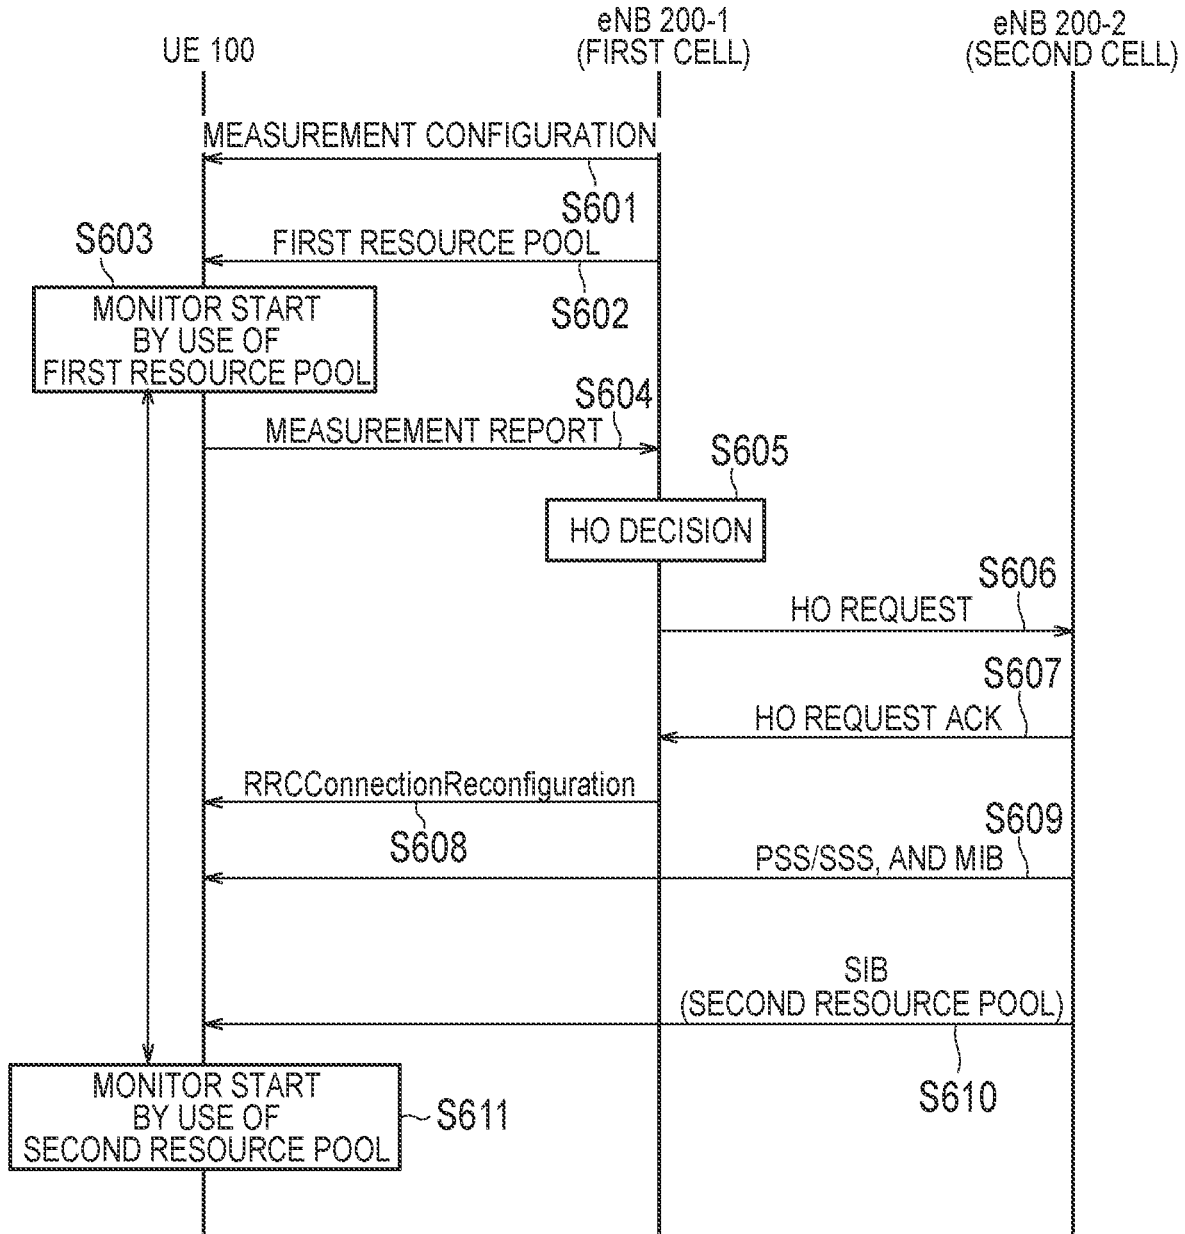 UE 100
eNB 200-1
(FIRST CELL)
eNB 200-2
(SECOND CELL)
MEASUREMENT CONFIGURATION
S601
S603
FIRST RESOURCE POOL
S602
MONITOR START
BY USE OF
FIRST RESOURCE POOL
S604
MEASUREMENT REPORT
S605
HO DECISION
S606
HO REQUEST
S607
HO REQUEST ACK
RRCConnectionReconfiguration
S608
S609
PSS/SSS, AND MIB
SIB
(SECOND RESOURCE POOL)
S610
MONITOR START
BY USE OF
SECOND RESOURCE POOL
S611